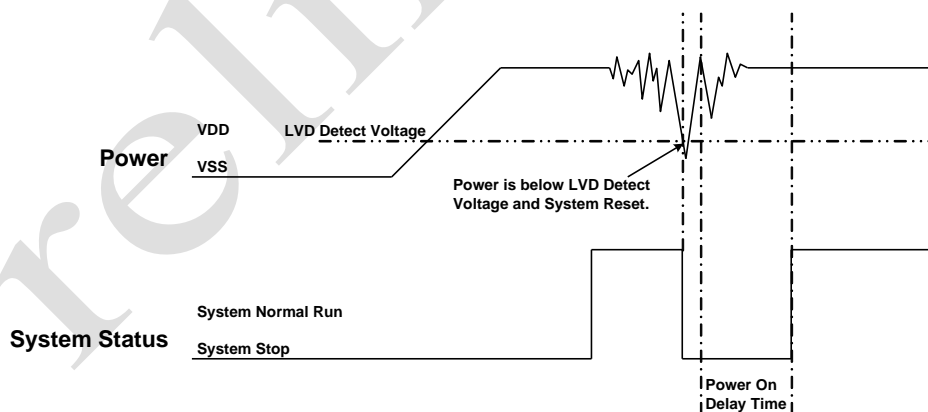 VDD
LVD Detect Voltage
Power
VSS
Power is below LVD Detect
Voltage and System Reset.
System Normal Run
System Status
System Stop
Power On
Delay Time
reli